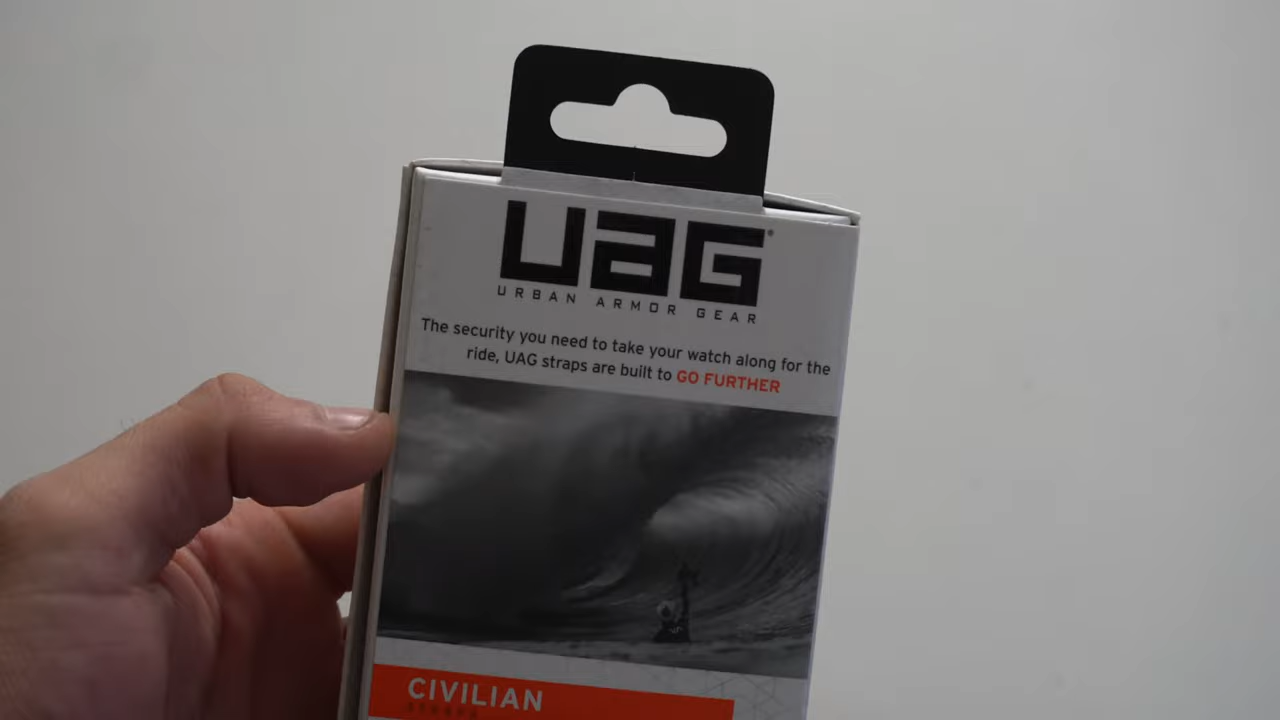 UAG
URBAN ARMOR GEAR
The security you need to take your watch along for the
ride, UAG straps are built to GO FURTHER
CIVILIAN